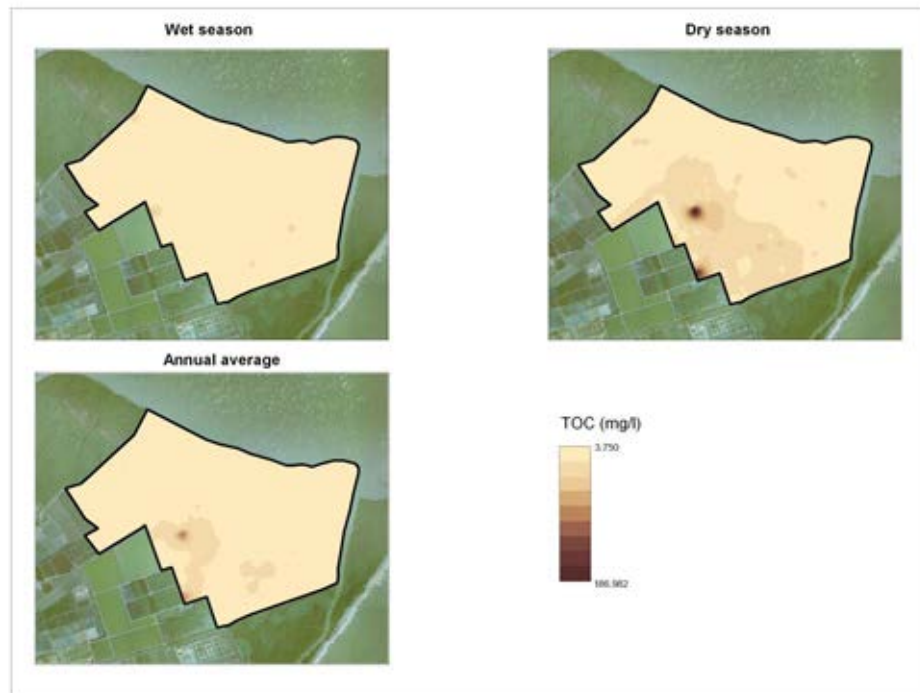 Wet season
Dry season
Annual average
TOC (mg/l)
3.750
186.982